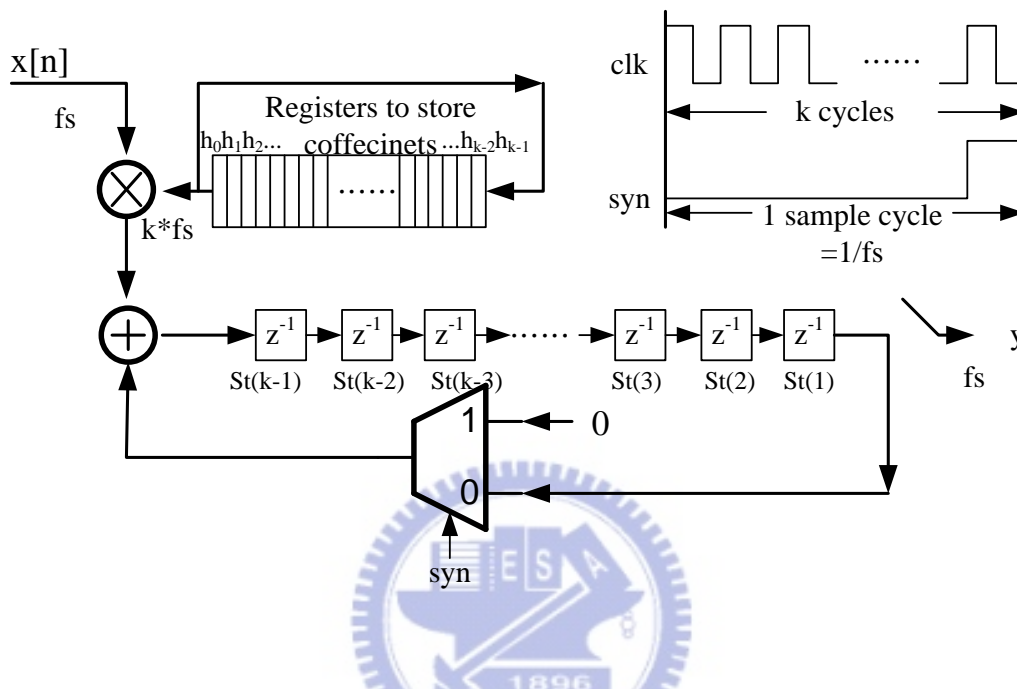 x[n]
fs
Registers to store
coffecinets
h0h1h2... ...hk-2hk-1
......
k*fs
clk
......
k cycles
syn
1 sample cycle
=1/fs
z-1 z-1 z-1 ...... z-1 z-1 z-1
St(k-1) St(k-2) St(k-3) St(3) St(2) St(1)
y
fs
1
0
0
syn
E S A
1896